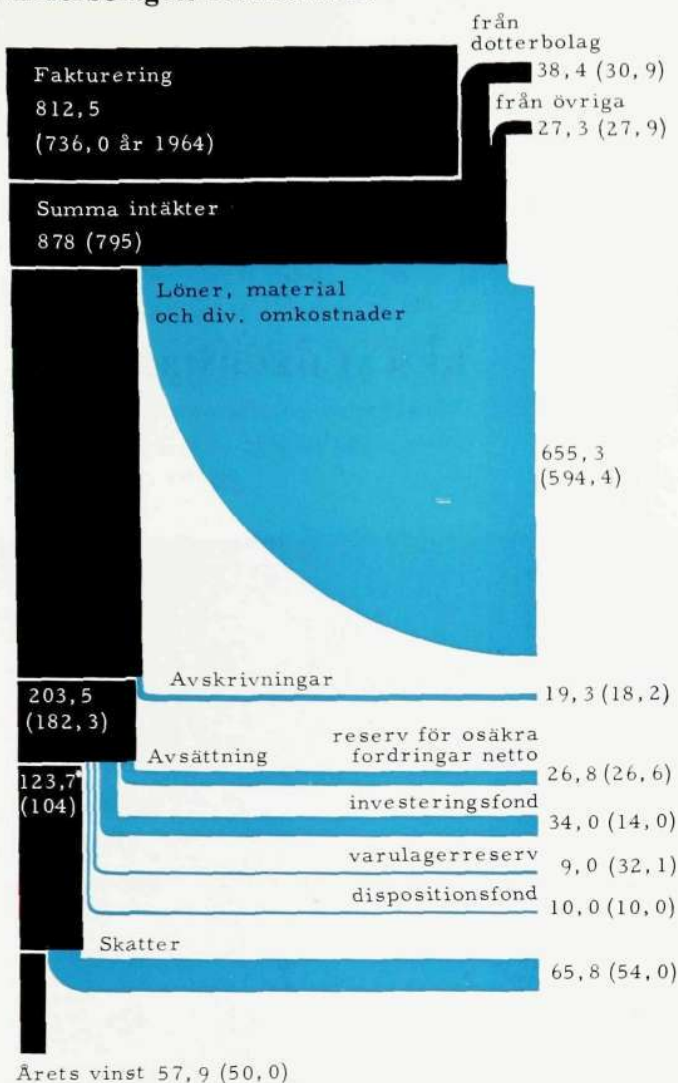 från
dotterbolag
38,4 (30,9)
Fakturering
812,5
(736,0 år 1964)
från övriga
27,3 (27,9)
Summa intäkter
878 (795)
Löner, material
och div. omkostnader
655,3
(594,4)
Avskrivningar
19,3 (18,2)
203,5
(182,3)
Avsättning
reserv för osäkra
fordringar netto
26,8 (26,6)
123,7
(104)
investeringsfond
34,0 (14,0)
varulagerreserv
9,0 (32,1)
dispositionsfond
10,0 (10,0)
Skatter
65,8 (54,0)
Årets vinst 57,9 (50,0)